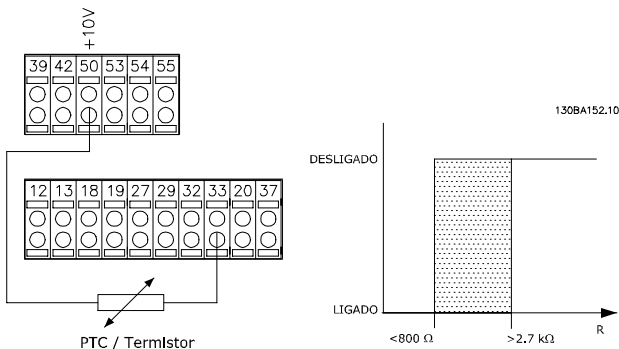 +10V
39 42 50 53 54 55
12 13 18 19 27 29 32 33 20 37
PTC / Termistor
130BA152.10
DESLIGADO
LIGADO
<800 Ω
>2.7 kΩ
R